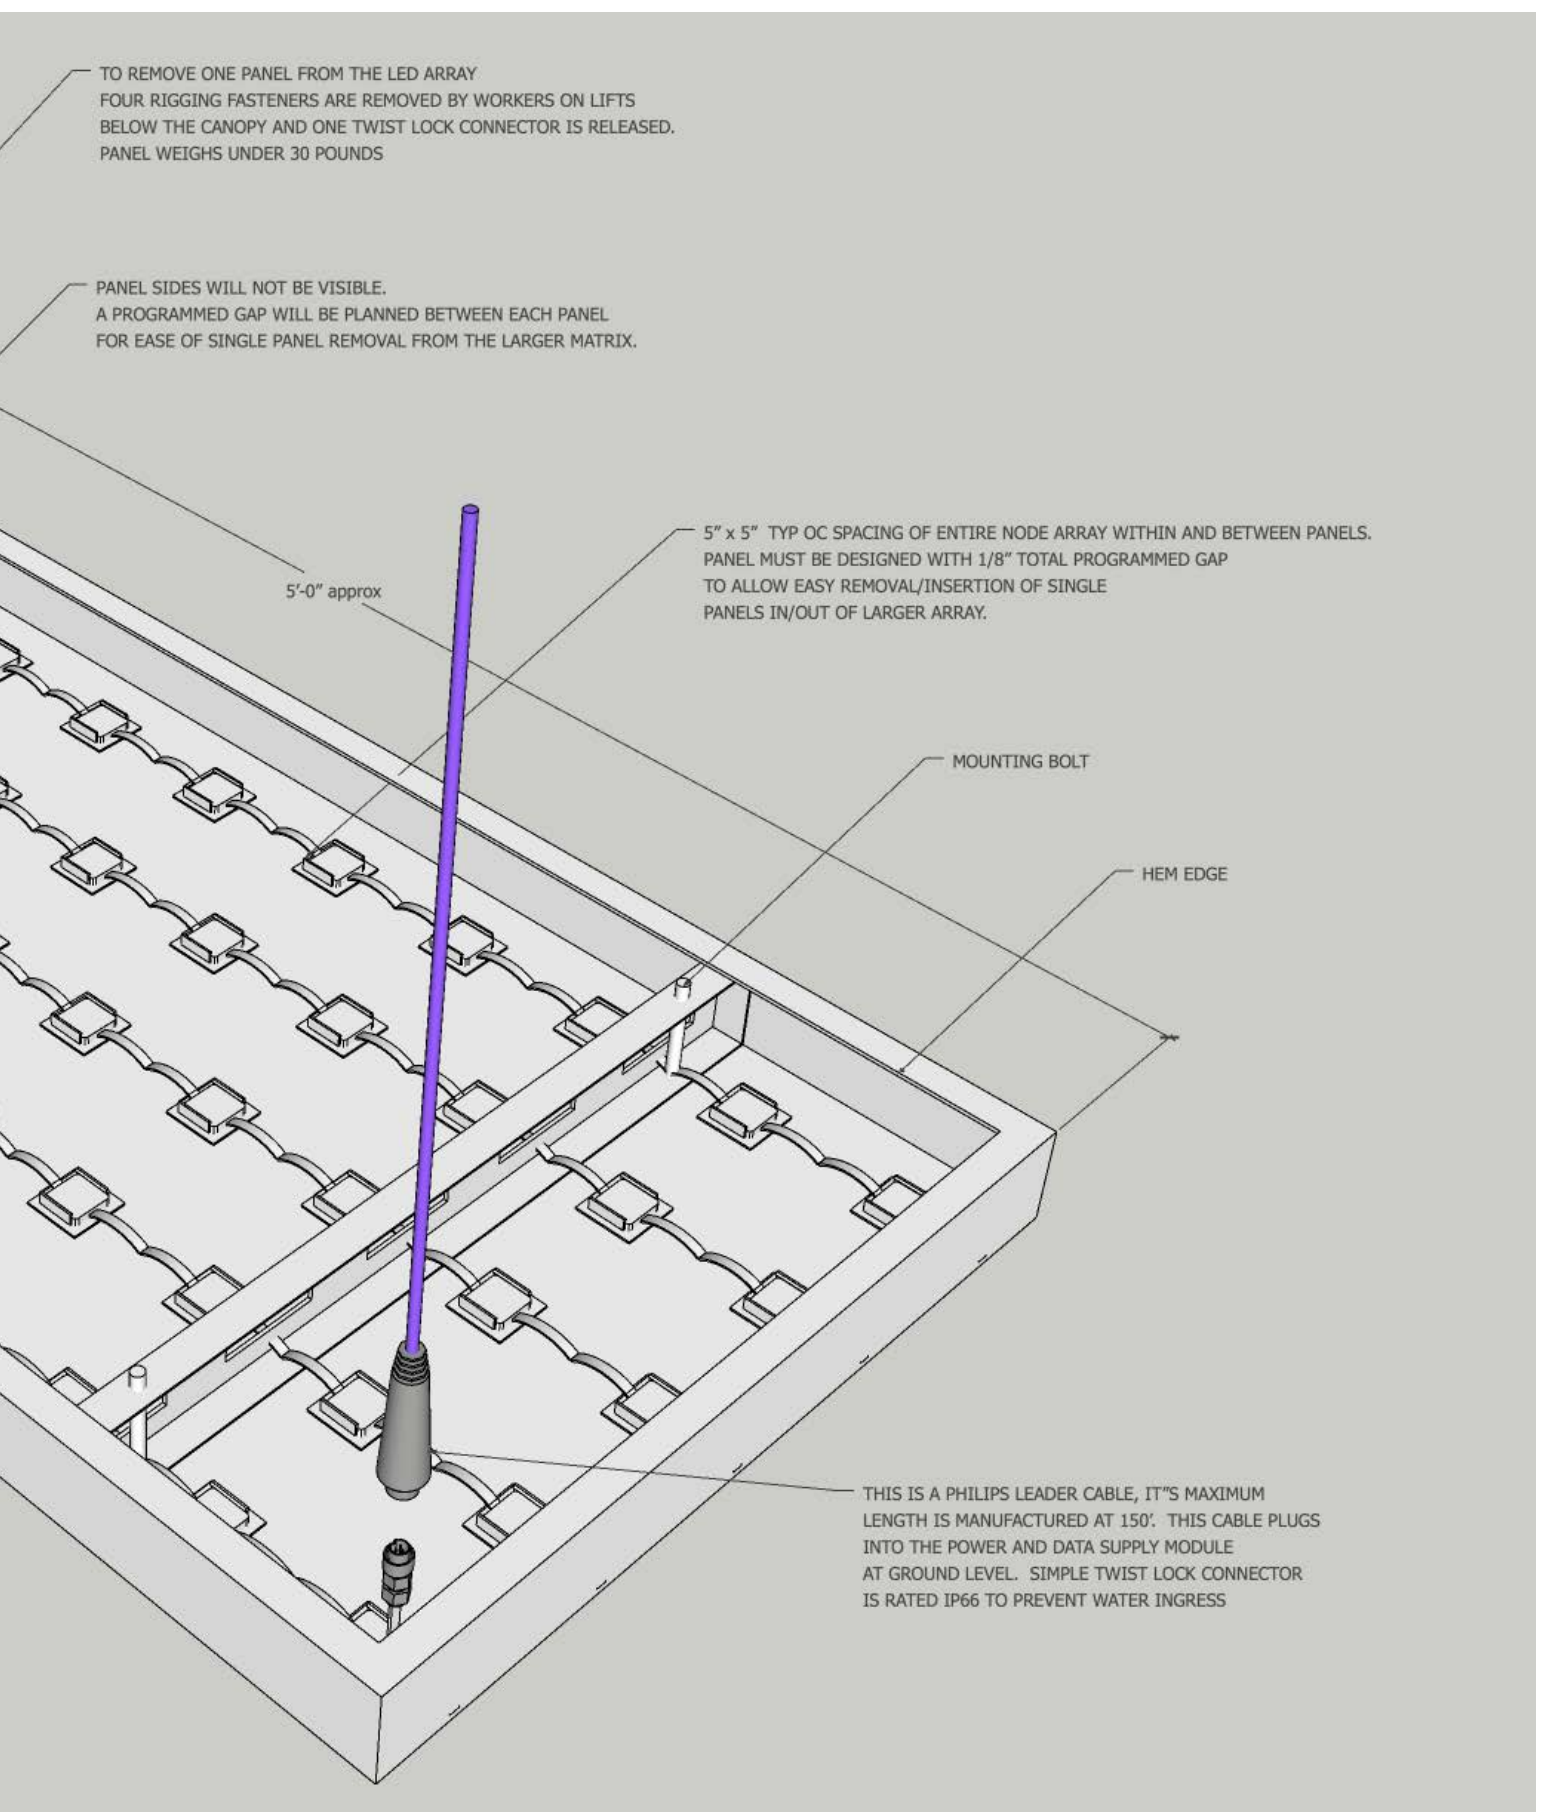 TO REMOVE ONE PANEL FROM THE LED ARRAY
FOUR RIGGING FASTENERS ARE REMOVED BY WORKERS ON LIFTS
BELOW THE CANOPY AND ONE TWIST LOCK CONNECTOR IS RELEASED.
PANEL WEIGHS UNDER 30 POUNDS
PANEL SIDES WILL NOT BE VISIBLE.
A PROGRAMMED GAP WILL BE PLANNED BETWEEN EACH PANEL
FOR EASE OF SINGLE PANEL REMOVAL FROM THE LARGER MATRIX.
5" x 5" TYP OC SPACING OF ENTIRE NODE ARRAY WITHIN AND BETWEEN PANELS.
PANEL MUST BE DESIGNED WITH 1/8" TOTAL PROGRAMMED GAP
TO ALLOW EASY REMOVAL/INSERTION OF SINGLE
PANELS IN/OUT OF LARGER ARRAY.
5'-0" approx
MOUNTING BOLT
HEM EDGE
THIS IS A PHILIPS LEADER CABLE, IT"S MAXIMUM
LENGTH IS MANUFACTURED AT 150'. THIS CABLE PLUGS
INTO THE POWER AND DATA SUPPLY MODULE
AT GROUND LEVEL. SIMPLE TWIST LOCK CONNECTOR
IS RATED IP66 TO PREVENT WATER INGRESS